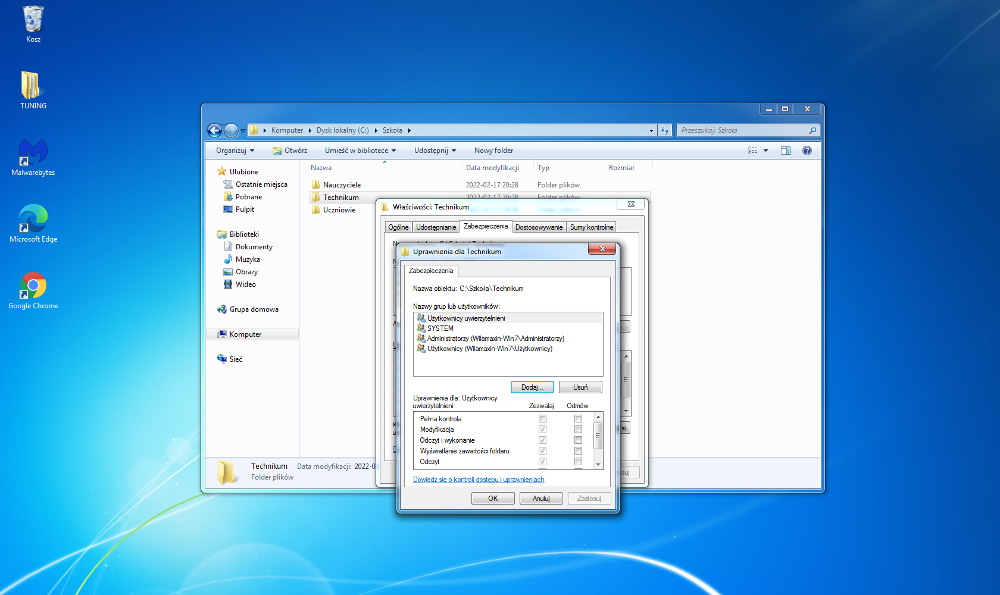 Kosz
TUNING
Malwarebytes
Microsoft Edge
Google Chrome
Komputer Dysk lokalny (C:) Szkoła
Przeszukaj: Szkoła
Organizuj Otwórz Umieść w bibliotece Udostępnij Nowy folder
Ulubione
Ostatnie miejsca
Pobrane
Pulpit
Biblioteki
Dokumenty
Muzyka
Obrazy
Wideo
Grupa domowa
Komputer
Sieć
Nazwa Data modyfikacji Typ Rozmiar
Nauczyciele 2022-02-17 20:28 Folder plików
Technikum 2022-02-17 20:28 Folder plików
Uczniowie
Właściwości: Technikum
Ogólne Udostępnianie Zabezpieczenia Dostosowywanie Sumy kontrolne
Uprawnienia dla Technikum
Zabezpieczenia
Nazwa obiektu: C:\Szkoła\Technikum
Nazwy grup lub użytkowników:
Użytkownicy uwierzytelnieni
SYSTEM
Administratorzy (Wilamaxin-Win7\Administratorzy)
Użytkownicy (Wilamaxin-Win7\Użytkownicy)
Dodaj... Usuń
Uprawnienia dla: Użytkownicy
uwierzytelnieni Zezwalaj Odmów
Pełna kontrola
Modyfikacja
Odczyt i wykonanie
Wyświetlanie zawartości folderu
Odczyt
Dowiedz się o kontroli dostępu i uprawnieniach
OK Anuluj Zastosuj
Technikum Data modyfikacji: 2022-0
Folder plików